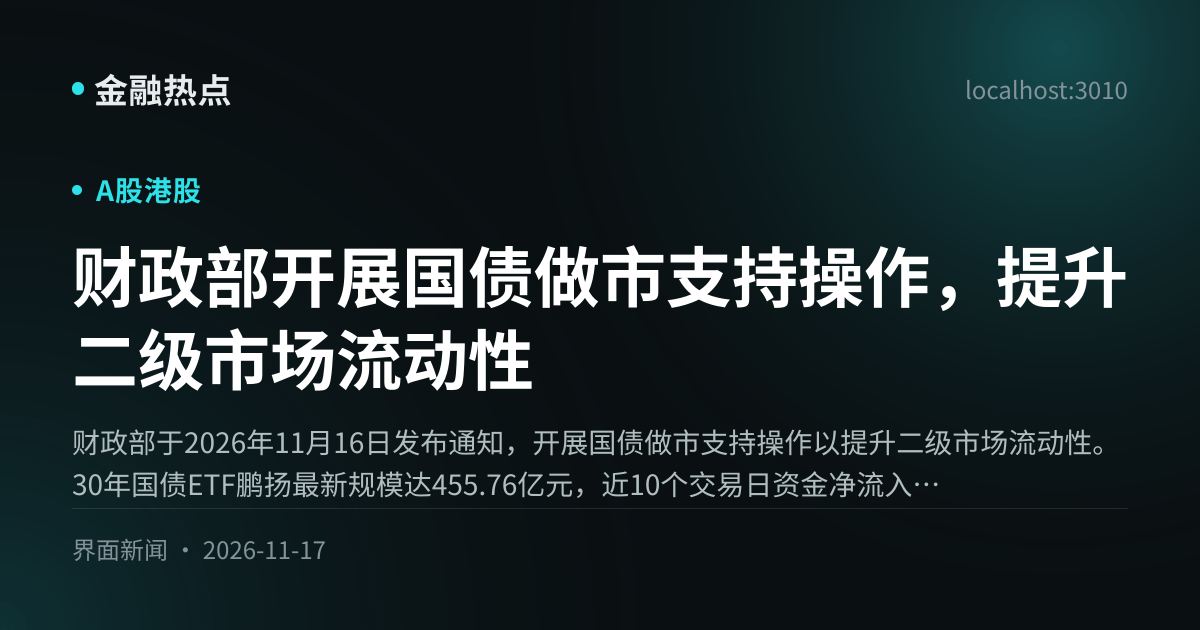 金融热点
localhost:3010
A股港股
财政部开展国债做市支持操作，提升
二级市场流动性
财政部于2026年11月16日发布通知，开展国债做市支持操作以提升二级市场流动性。
30年国债ETF鹏扬最新规模达455.76亿元，近10个交易日资金净流入…
界面新闻 • 2026-11-17